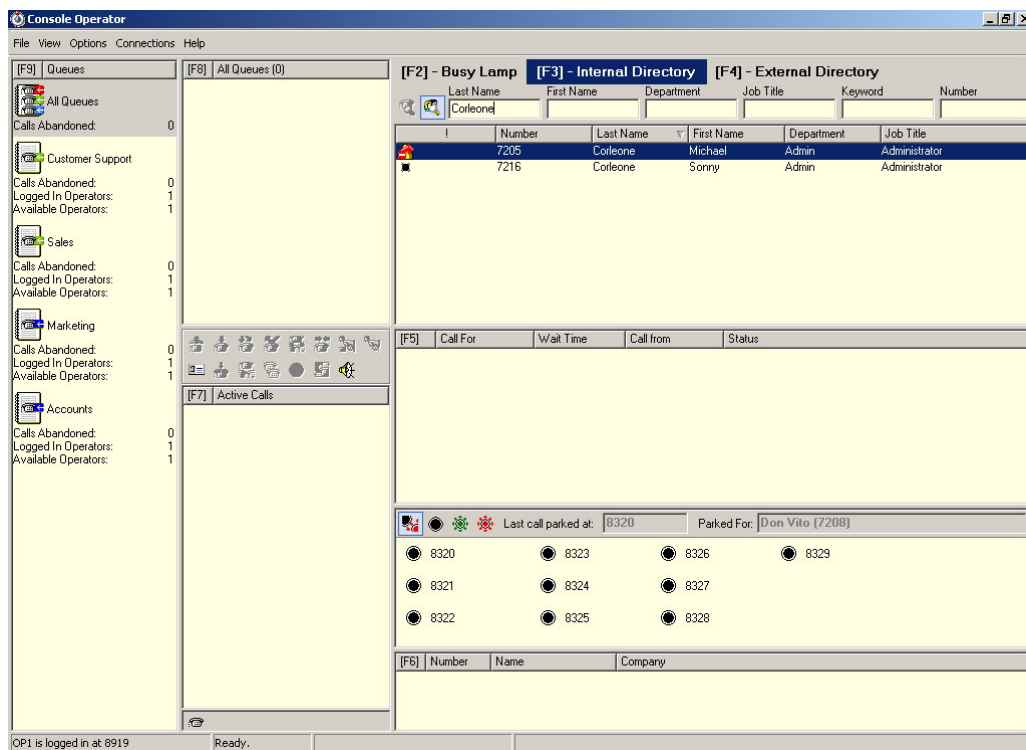 Console Operator
File View Options Connections Help
[F9] Queues
All Queues
Calls Abandoned: 0
Customer Support
Calls Abandoned: 0
Logged In Operators: 1
Available Operators: 1
Sales
Calls Abandoned: 0
Logged In Operators: 1
Available Operators: 1
Marketing
Calls Abandoned: 0
Logged In Operators: 1
Available Operators: 1
Accounts
Calls Abandoned: 0
Logged In Operators: 1
Available Operators: 1
[F8] All Queues (0)
[F7] Active Calls
[F2] - Busy Lamp [F3] - Internal Directory [F4] - External Directory
Last Name First Name Department Job Title Keyword Number
Corleone
! Number Last Name First Name Department Job Title
7205 Corleone Michael Admin Administrator
7216 Corleone Sonny Admin Administrator
[F5] Call For Wait Time Call from Status
Last call parked at: 8320 Parked For: Don Vito (7208)
8320 8323 8326 8329
8321 8324 8327
8322 8325 8328
[F6] Number Name Company
OP1 is logged in at 8919 Ready.